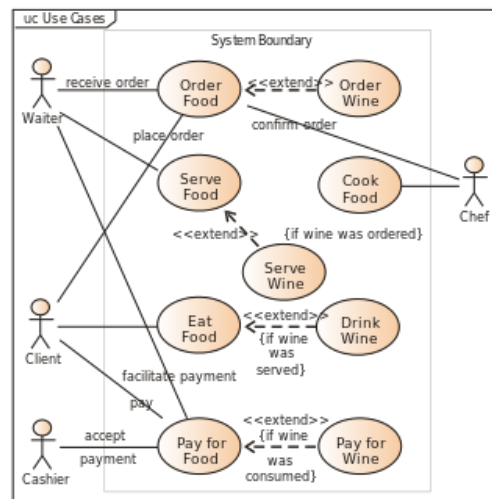 uc Use Cases
System Boundary
receive order
Order
Food
<<extend>>
Order
Wine
Waiter
place order
confirm order
Serve
Food
Cook
Food
Chef
<<extend>>
{if wine was ordered}
Serve
Wine
Eat
Food
<<extend>>
{if wine
was
served}
Drink
Wine
Client
facilitate payment
pay
accept
payment
Pay for
Food
<<extend>>
{if wine
was
consumed}
Pay for
Wine
Cashier